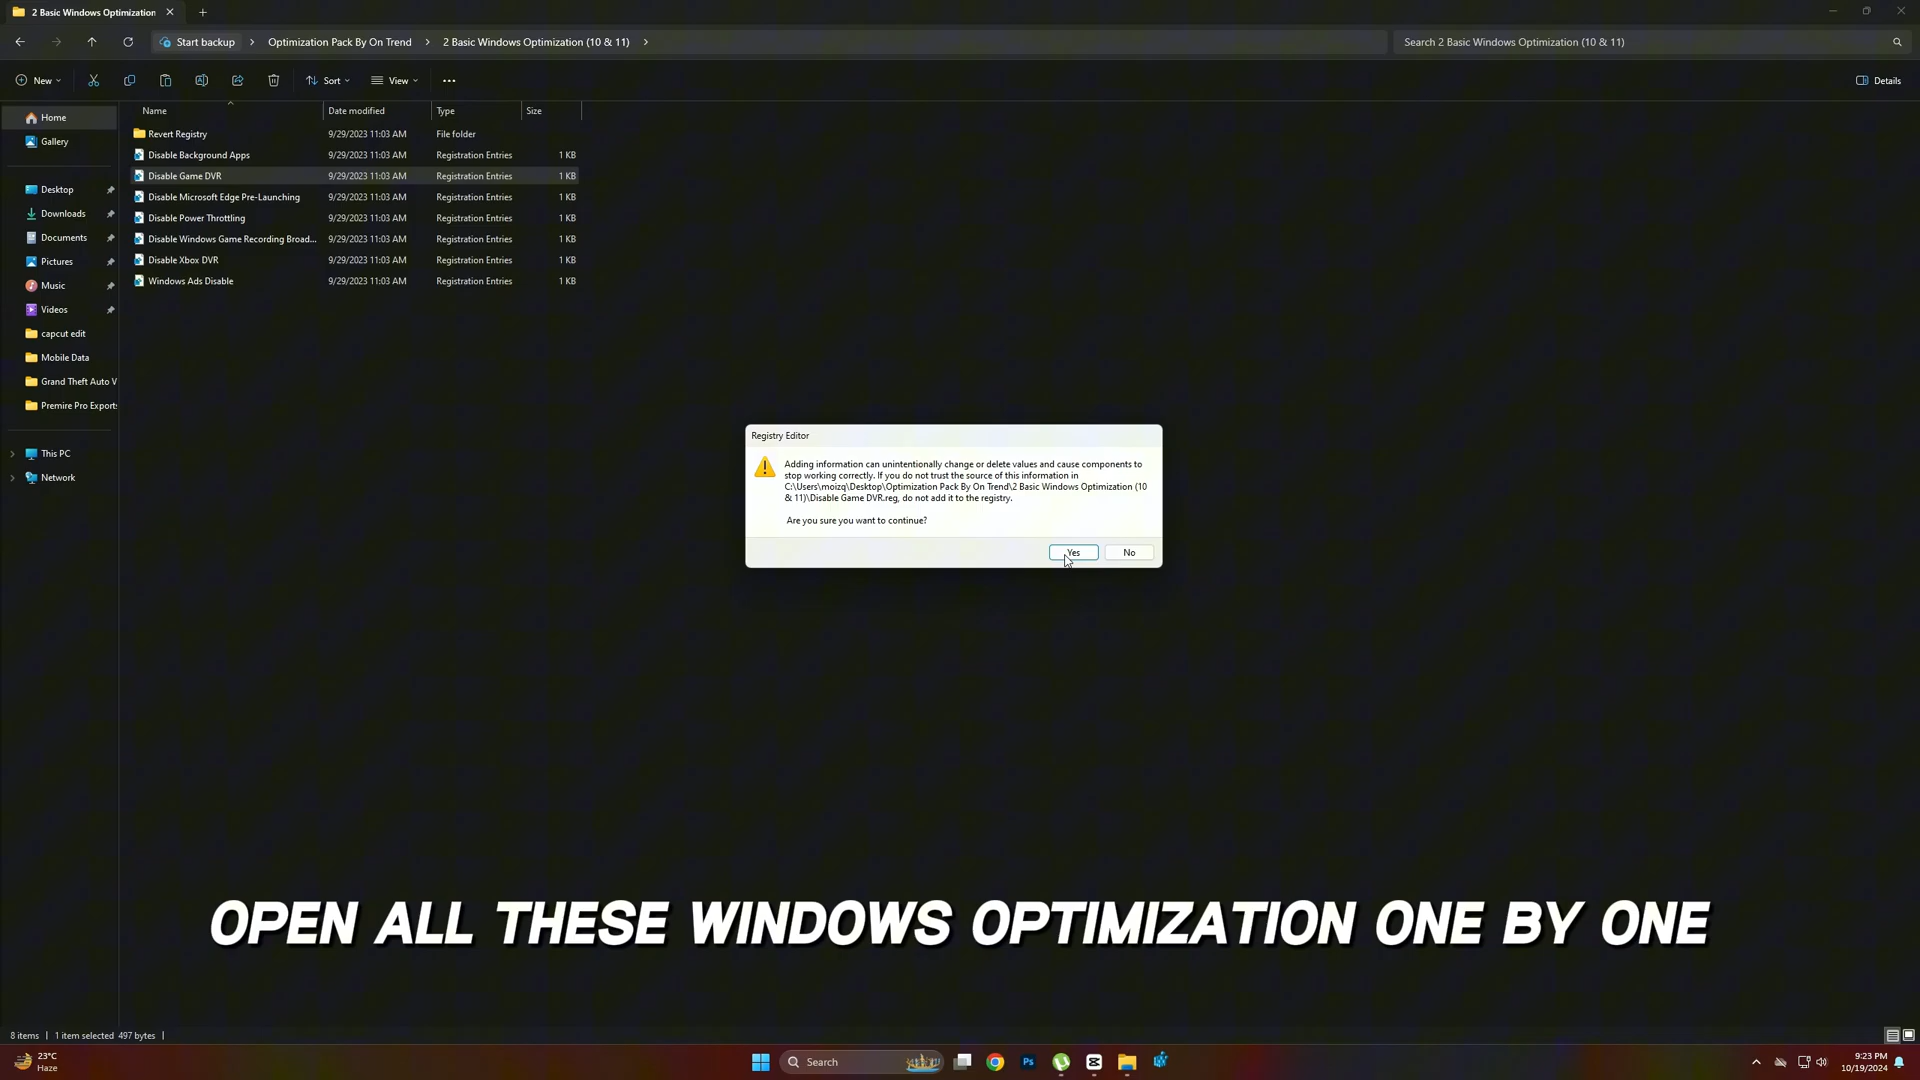 2 Basic Windows Optimization
Start backup
Optimization Pack By On Trend
2 Basic Windows Optimization (10 & 11)
Search 2 Basic Windows Optimization (10 & 11)
New
Sort
View
Details
Name Date modified Type Size
Home
Gallery
Desktop
Downloads
Documents
Pictures
Music
Videos
capcut edit
Mobile Data
Grand Theft Auto V
Premire Pro Exports
This PC
Network
Revert Registry 9/29/2023 11:03 AM File folder
Disable Background Apps 9/29/2023 11:03 AM Registration Entries 1 KB
Disable Game DVR 9/29/2023 11:03 AM Registration Entries 1 KB
Disable Microsoft Edge Pre-Launching 9/29/2023 11:03 AM Registration Entries 1 KB
Disable Power Throttling 9/29/2023 11:03 AM Registration Entries 1 KB
Disable Windows Game Recording Broad... 9/29/2023 11:03 AM Registration Entries 1 KB
Disable Xbox DVR 9/29/2023 11:03 AM Registration Entries 1 KB
Windows Ads Disable 9/29/2023 11:03 AM Registration Entries 1 KB
Registry Editor
Adding information can unintentionally change or delete values and cause components to
stop working correctly. If you do not trust the source of this information in
C:\Users\moizq\Desktop\Optimization Pack By On Trend\2 Basic Windows Optimization (10
& 11)\Disable Game DVR.reg, do not add it to the registry.
Are you sure you want to continue?
Yes No
OPEN ALL THESE WINDOWS OPTIMIZATION ONE BY ONE
8 items 1 item selected 497 bytes
23°C
Haze
Search
Ps
9:23 PM
10/19/2024